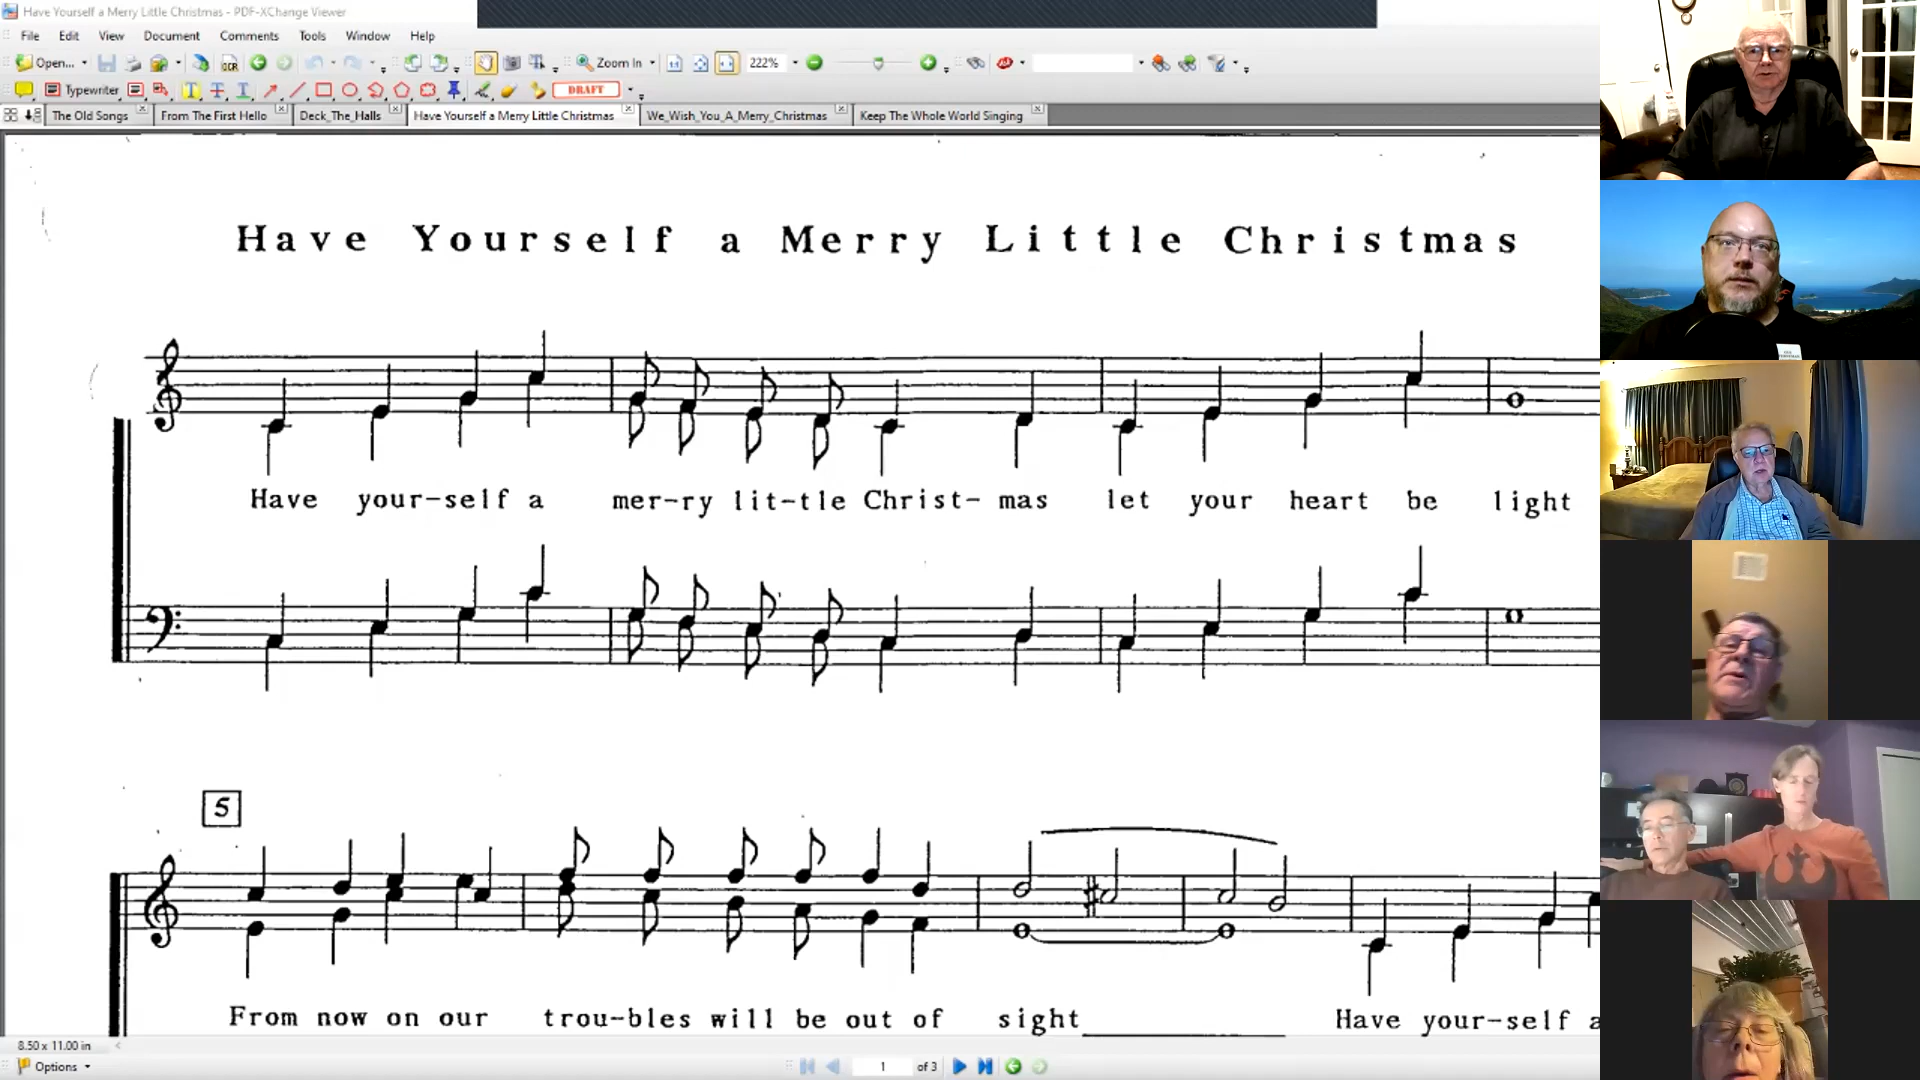 Have Yourself a Merry Little Christmas - PDF-XChange Viewer
File Edit View Document Comments Tools Window Help
Open... OCR Zoom In 222%
Typewriter DRAFT
The Old Songs From The First Hello Deck_The_Halls Have Yourself a Merry Little Christmas We_Wish_You_A_Merry_Christmas Keep The Whole World Singing
Have Yourself a Merry Little Christmas
Have your-self a mer-ry lit-tle Christ-mas let your heart be light
5
From now on our trou-bles will be out of sight Have your-self a
8.50 x 11.00 in
Options 1 of 3